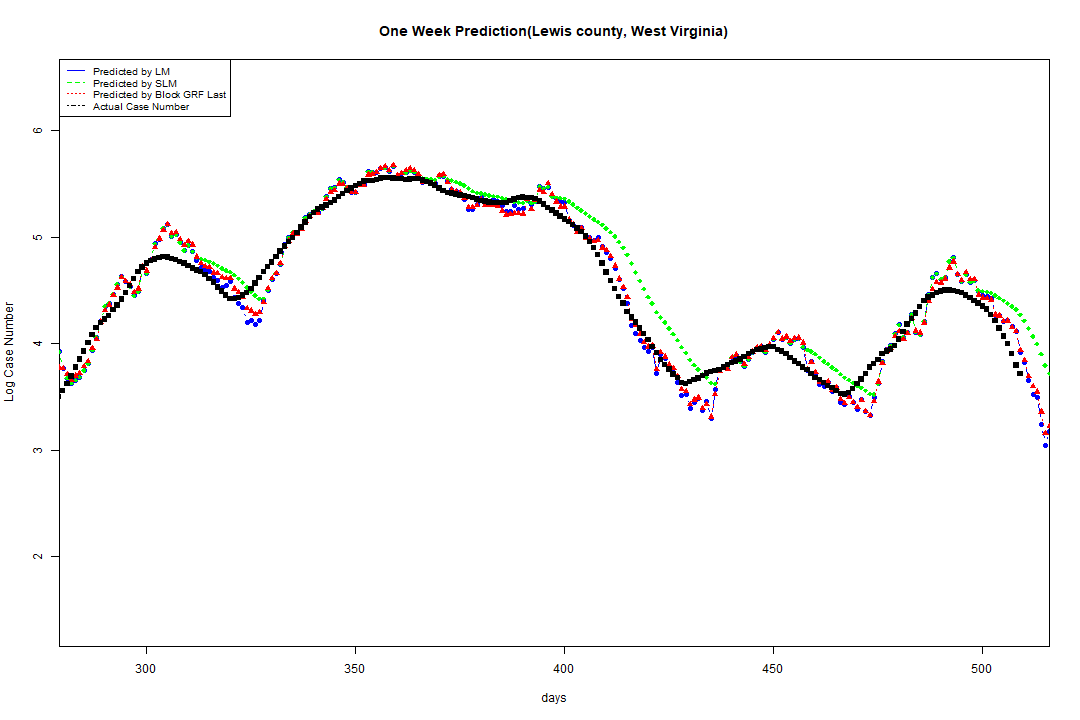 One Week Prediction(Lewis county, West Virginia)
Predicted by LM
Predicted by SLM
Predicted by Block GRF Last
Actual Case Number
6
5
4
3
2
Log Case Number
300 350 400 450 500
days